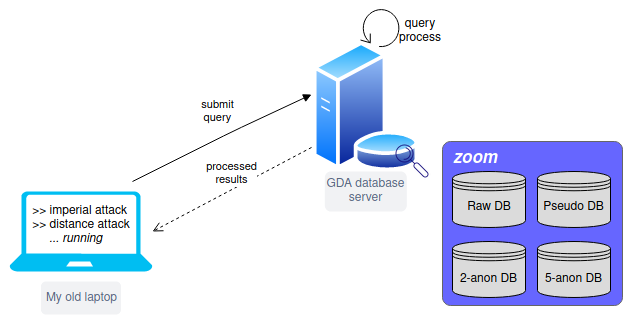 query
process
submit
query
processed
results
GDA database
server
zoom
Raw DB
Pseudo DB
2-anon DB
5-anon DB
>> imperial attack
>> distance attack
... running
My old laptop